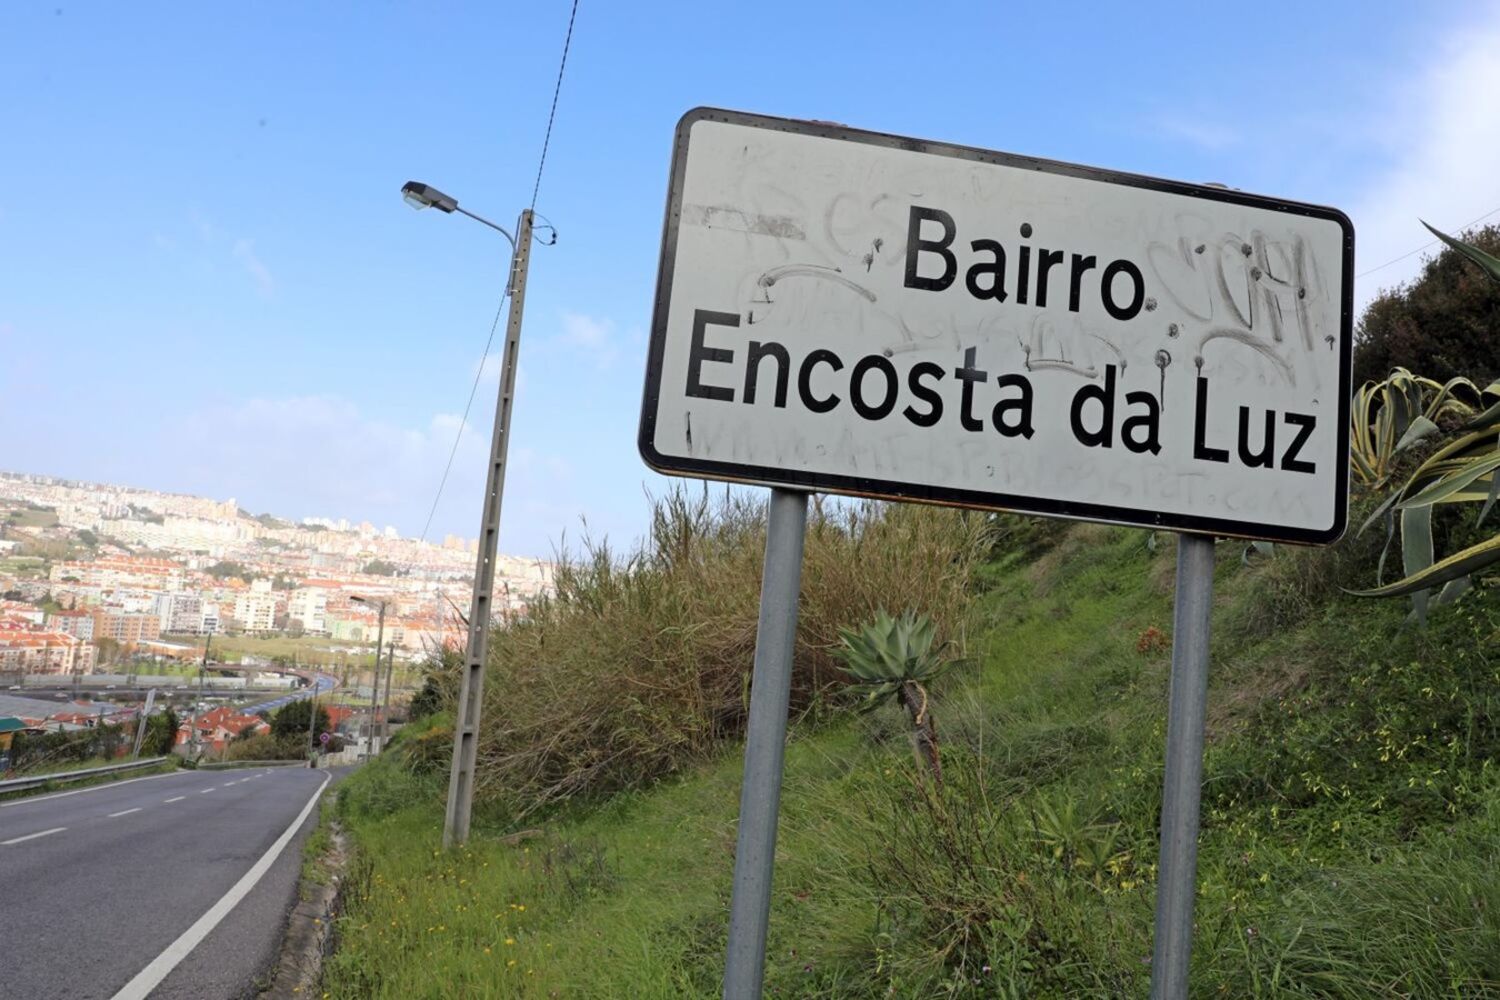 Bairro
Encosta da Luz